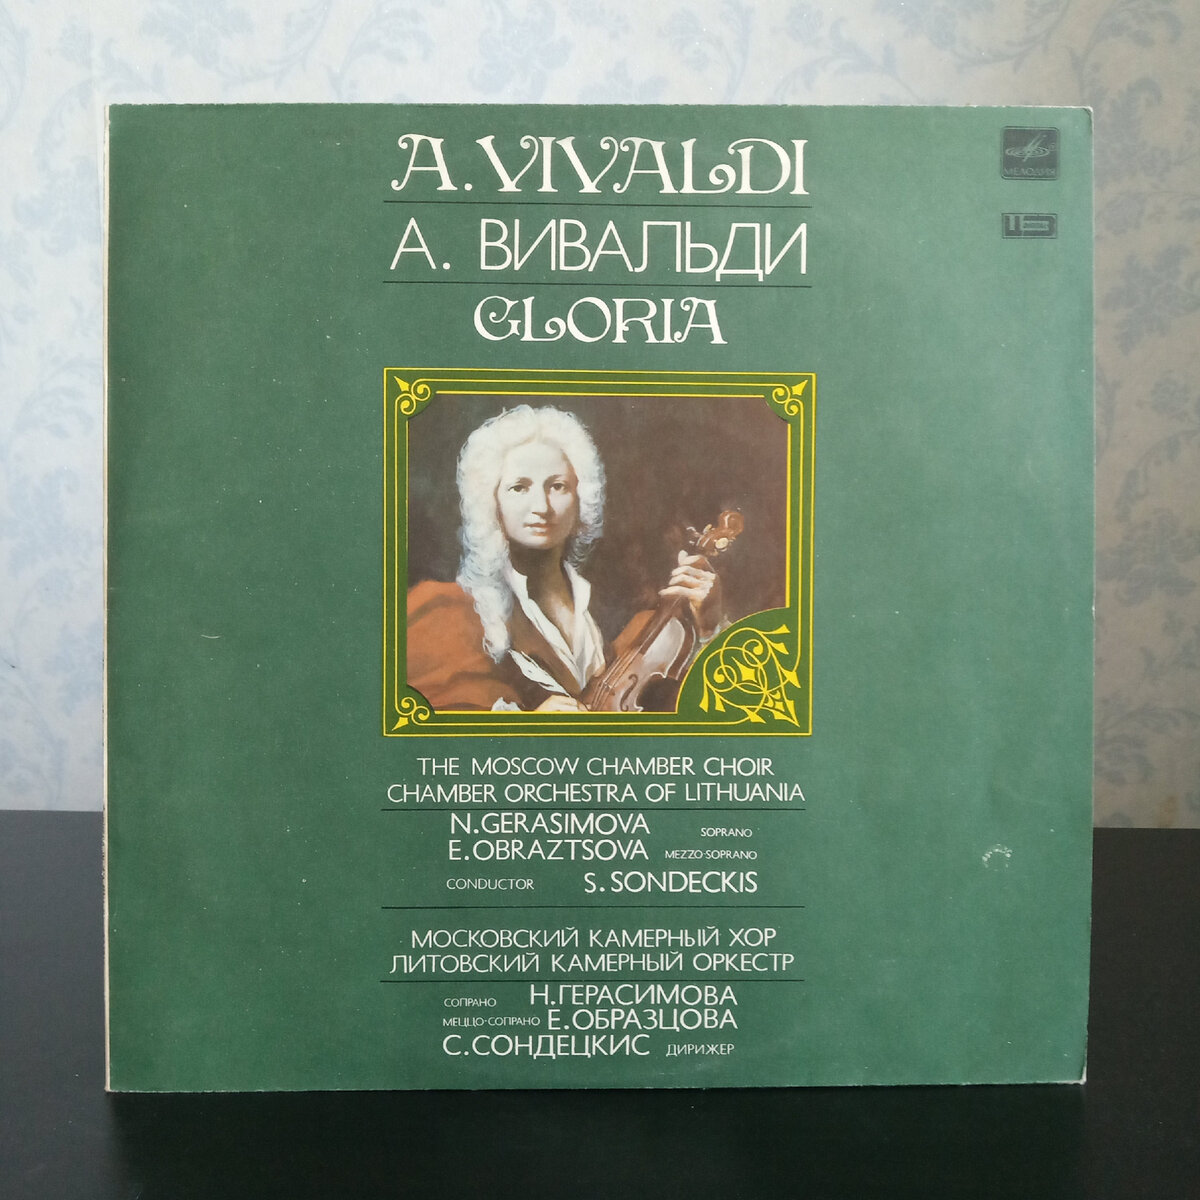 A. VIVALDI
А. ВИВАЛЬДИ
GLORIA
МЕЛОДИЯ
THE MOSCOW CHAMBER CHOIR
CHAMBER ORCHESTRA OF LITHUANIA
N.GERASIMOVA SOPRANO
E.OBRAZTSOVA MEZZO-SOPRANO
CONDUCTOR S. SONDECKIS
МОСКОВСКИЙ КАМЕРНЫЙ ХОР
ЛИТОВСКИЙ КАМЕРНЫЙ ОРКЕСТР
СОПРАНО Н.ГЕРАСИМОВА
МЕЦЦО-СОПРАНО Е.ОБРАЗЦОВА
С.СОНДЕЦКИС ДИРИЖЕР